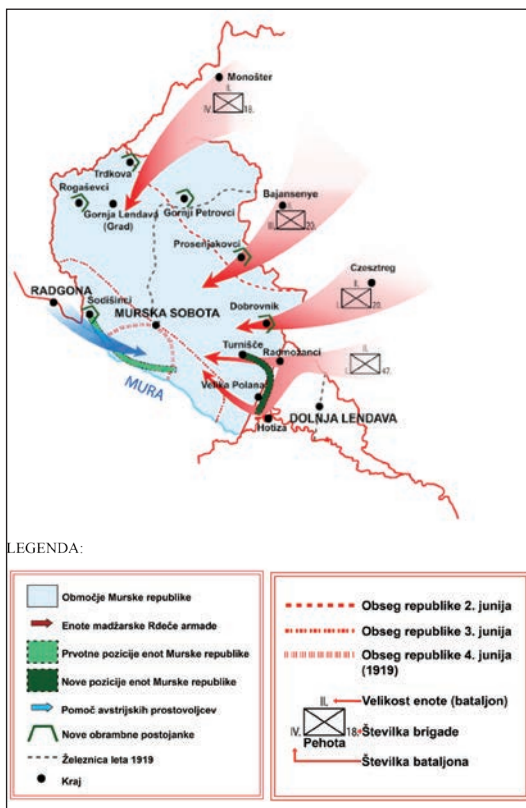 Monošter
II.
IV. 18.
Trdkova
Rogaševci
Gornja Lendava
(Grad)
Gornji Petrovci
Bajansenye
II.
III. 20.
Prosenjakovci
Czesztreg
II.
I. 20.
RADGONA
Sodišinci
MURSKA SOBOTA
Dobrovnik
Turnišče
Radmožanci
II.
I. 47.
MURA
Velika Polana
DOLNJA LENDAVA
Hotiza
LEGENDA:
Območje Murske republike
Enote madžarske Rdeče armade
Prvotne pozicije enot Murske republike
Nove pozicije enot Murske republike
Pomoč avstrijskih prostovoljcev
Nove obrambne postojanke
Železnica leta 1919
Kraj
Obseg republike 2. junija
Obseg republike 3. junija
Obseg republike 4. junija
(1919)
II. Velikost enote (bataljon)
IV. 18. Številka brigade
Pehota
Številka bataljona